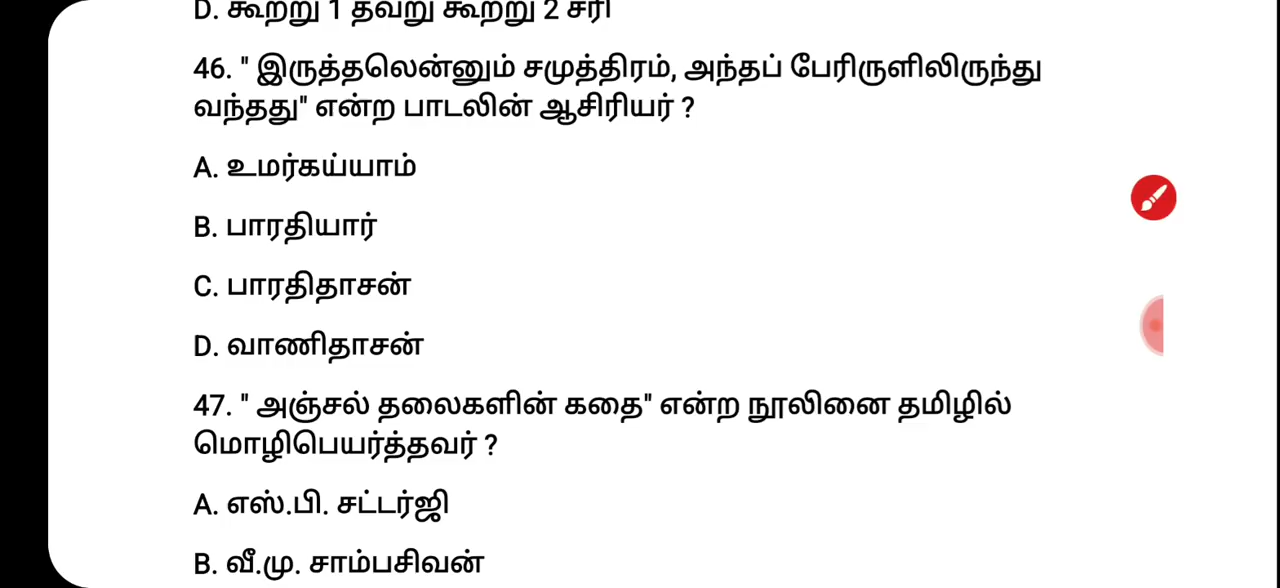 D. கூற்று 1 தவறு கூற்று 2 சரி
46. " இருத்தலென்னும் சமுத்திரம், அந்தப் பேரிருளிலிருந்து
வந்தது" என்ற பாடலின் ஆசிரியர் ?
A. உமர்கய்யாம்
B. பாரதியார்
C. பாரதிதாசன்
D. வாணிதாசன்
47. " அஞ்சல் தலைகளின் கதை" என்ற நூலினை தமிழில்
மொழிபெயர்த்தவர் ?
A. எஸ்.பி. சட்டர்ஜி
B. வீ.மு. சாம்பசிவன்